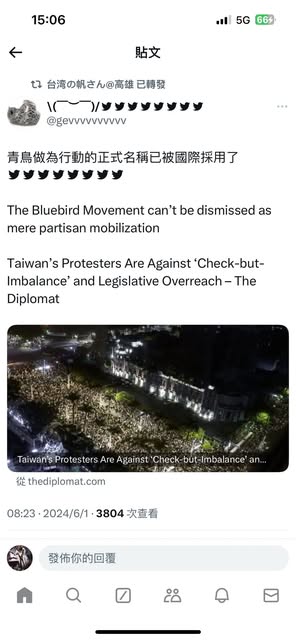 15:06
5G 66
貼文
台湾の帆さん@高雄 已轉發
\(￣︶￣)/🐦🐦🐦🐦🐦🐦🐦🐦
@gevvvvvvvvvv
青鳥做為行動的正式名稱已被國際採用了
🐦🐦🐦🐦🐦🐦🐦🐦
The Bluebird Movement can't be dismissed as
mere partisan mobilization
Taiwan's Protesters Are Against 'Check-but-
Imbalance' and Legislative Overreach – The
Diplomat
Taiwan's Protesters Are Against 'Check-but-Imbalance' an...
從 thediplomat.com
08:23 · 2024/6/1 · 3804 次查看
發佈你的回覆